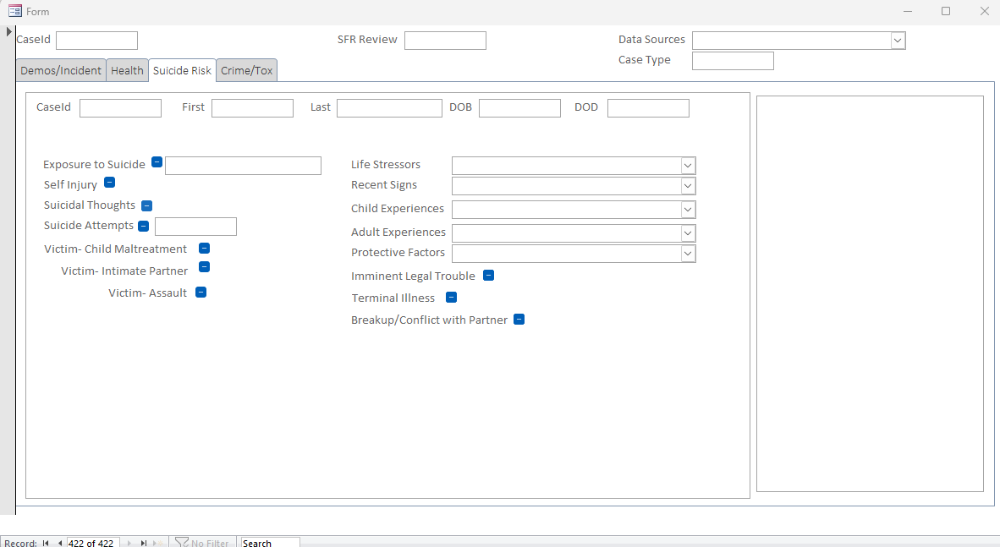 Form
CaseId SFR Review Data Sources
Case Type
Demos/Incident Health Suicide Risk Crime/Tox
CaseId First Last DOB DOD
Exposure to Suicide Life Stressors
Self Injury Recent Signs
Suicidal Thoughts Child Experiences
Suicide Attempts Adult Experiences
Victim- Child Maltreatment Protective Factors
Victim- Intimate Partner Imminent Legal Trouble
Victim- Assault Terminal Illness
Breakup/Conflict with Partner
Record: 422 of 422 No Filter Search